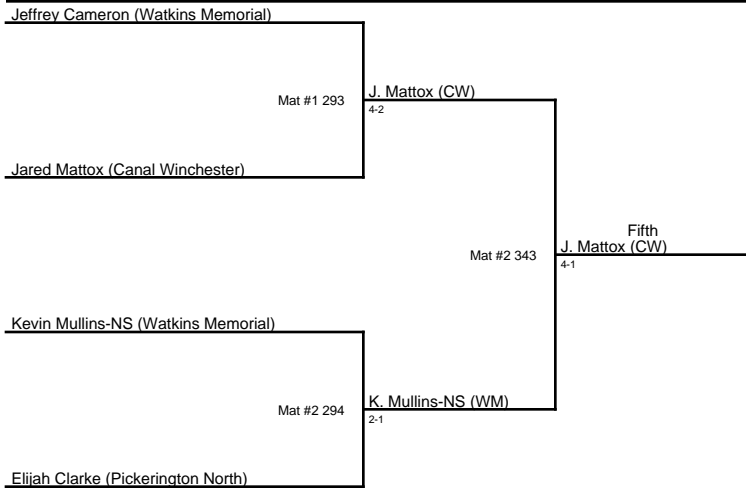 Jeffrey Cameron (Watkins Memorial)
Mat #1 293
J. Mattox (CW)
4-2
Jared Mattox (Canal Winchester)
Fifth
Mat #2 343
J. Mattox (CW)
4-1
Kevin Mullins-NS (Watkins Memorial)
Mat #2 294
K. Mullins-NS (WM)
2-1
Elijah Clarke (Pickerington North)